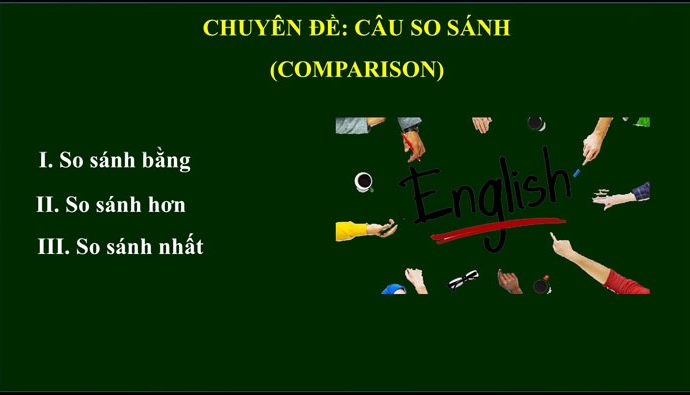 CHUYÊN ĐỀ: CÂU SO SÁNH
(COMPARISON)
I. So sánh bằng
II. So sánh hơn
III. So sánh nhất
English